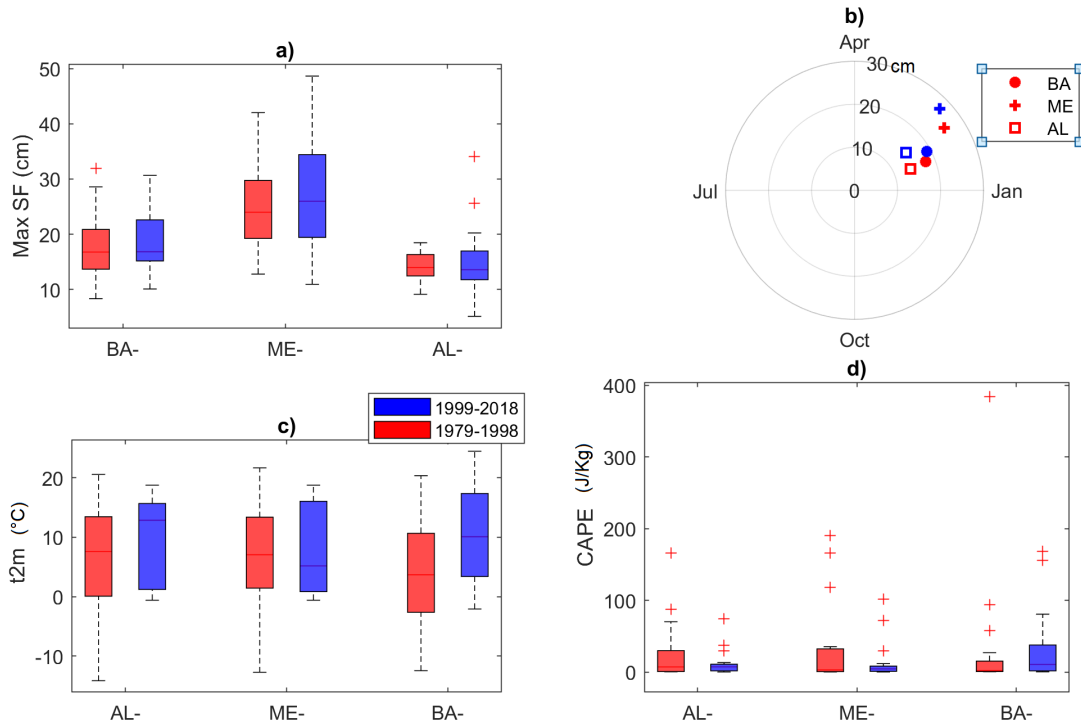 a)
50
40
30
20
10
Max SF (cm)
BA-
ME-
AL-
b)
Apr
30 cm
20
10
0
Jul
Jan
Oct
BA
ME
AL
c)
1999-2018
1979-1998
20
10
0
-10
t2m (°C)
AL-
ME-
BA-
d)
400
300
200
100
0
CAPE (J/Kg)
AL-
ME-
BA-